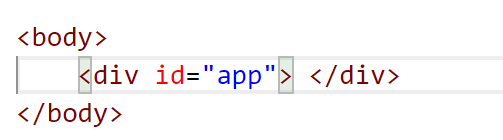 <body>
    <div id="app"> </div>
</body>